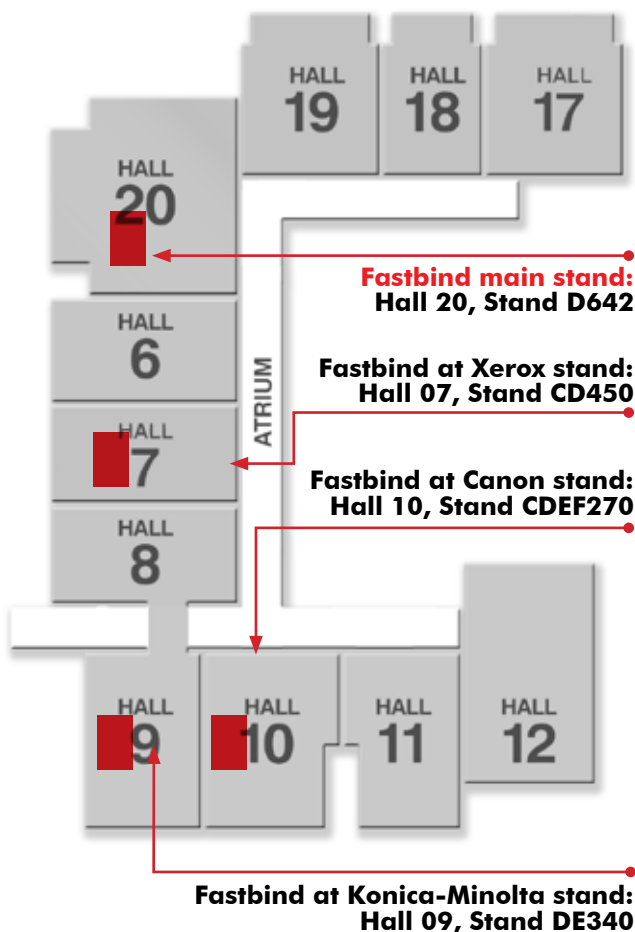 HALL
19
HALL
18
HALL
17
HALL
20
Fastbind main stand:
Hall 20, Stand D642
HALL
6
ATRIUM
Fastbind at Xerox stand:
Hall 07, Stand CD450
HALL
7
Fastbind at Canon stand:
Hall 10, Stand CDEF270
HALL
8
HALL
9
HALL
10
HALL
11
HALL
12
Fastbind at Konica-Minolta stand:
Hall 09, Stand DE340